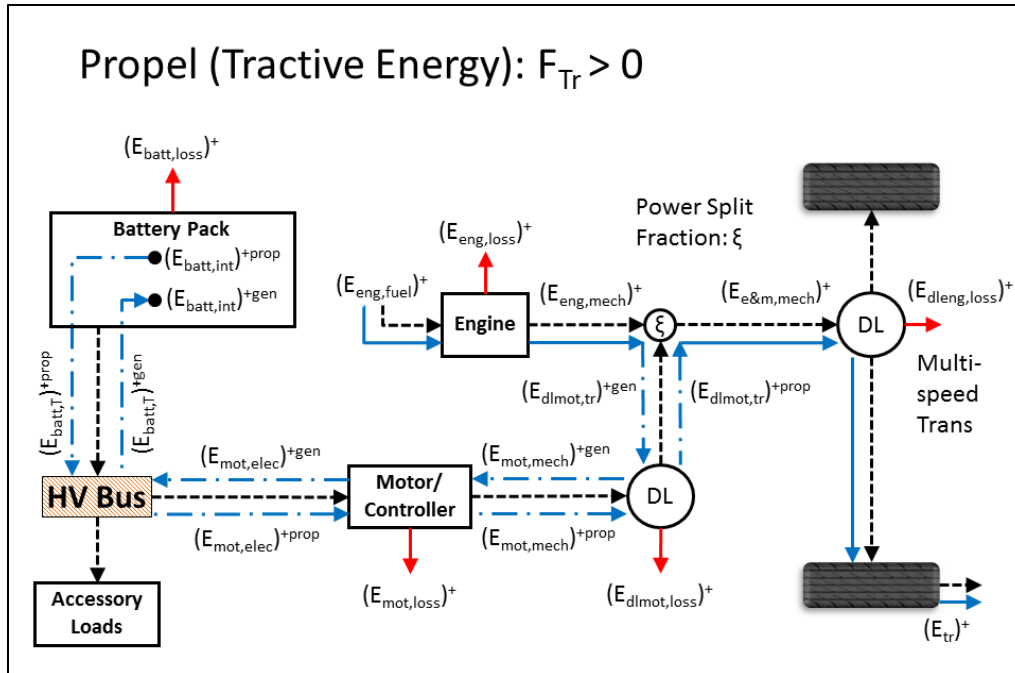 Propel (Tractive Energy): F_Tr > 0
(E_batt,loss)^+
Battery Pack
(E_batt,int)^+prop
(E_batt,int)^+gen
(E_batt,T)^+prop
(E_batt,T)^+gen
HV Bus
Accessory
Loads
(E_mot,elec)^+gen
(E_mot,elec)^+prop
Motor/
Controller
(E_mot,loss)^+
(E_mot,mech)^+gen
(E_mot,mech)^+prop
(E_eng,fuel)^+
(E_eng,loss)^+
Engine
(E_eng,mech)^+
Power Split
Fraction: ξ
ξ
(E_e&m,mech)^+
(E_dlmot,tr)^+gen
(E_dlmot,tr)^+prop
DL
(E_dlmot,loss)^+
DL
(E_dleng,loss)^+
Multi-
speed
Trans
(E_tr)^+